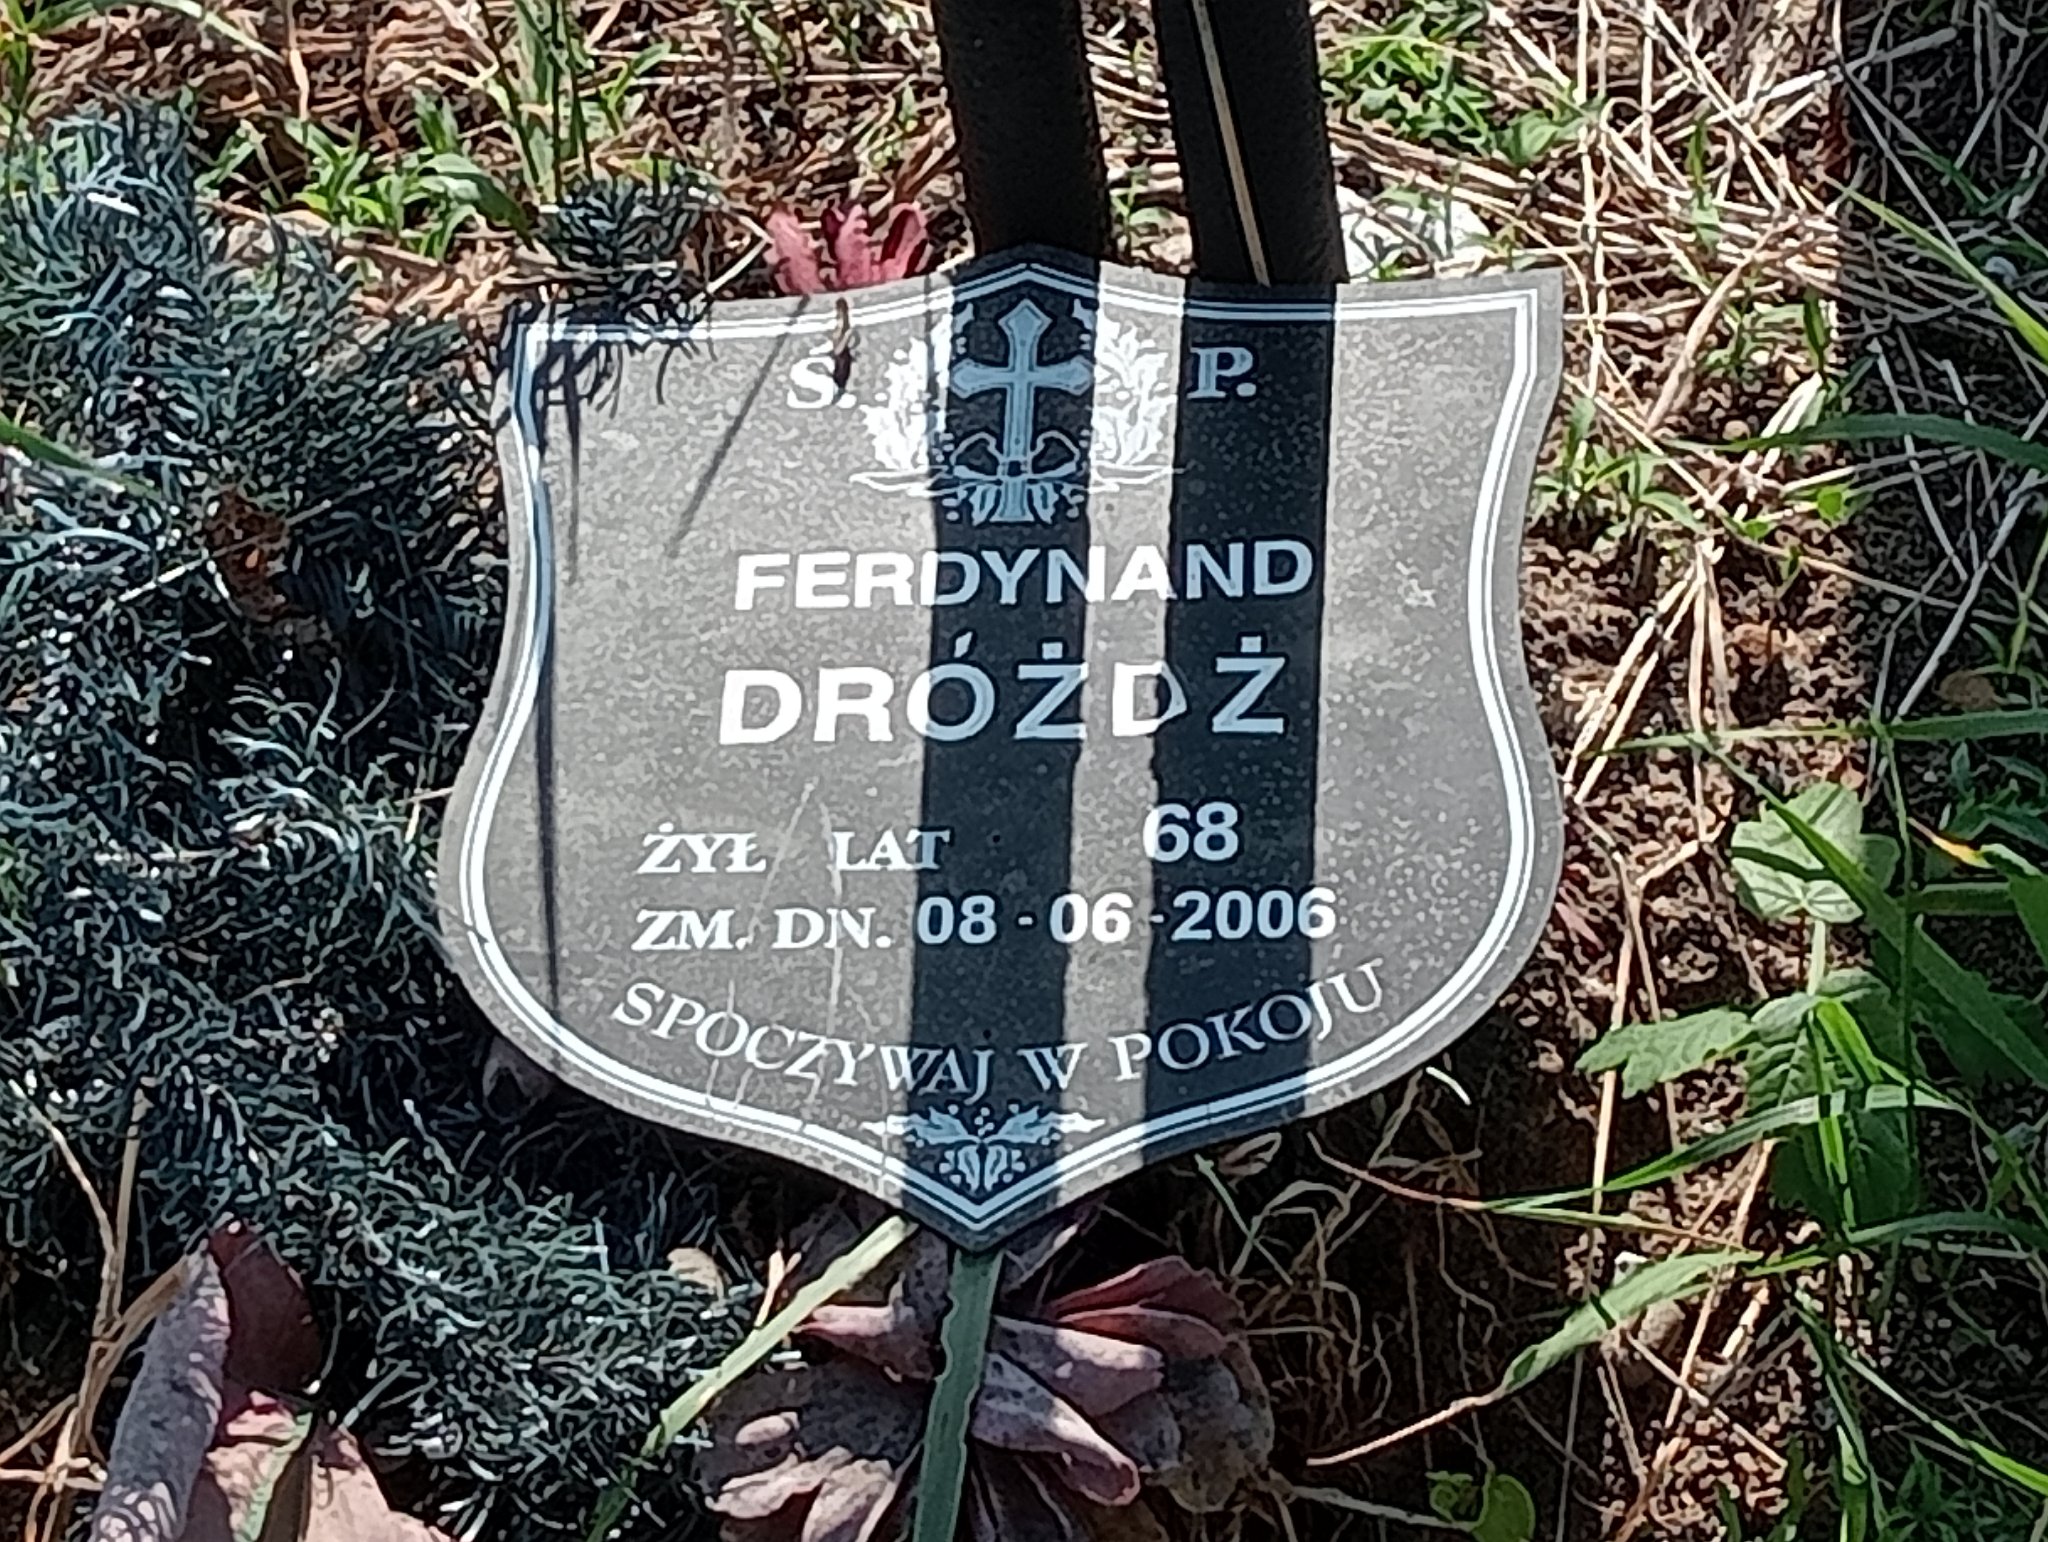 Ś. P.
FERDYNAND
DRÓŻDŻ
ŻYŁ LAT 68
ZM. DN. 08-06-2006
SPOCZYWAJ W POKOJU